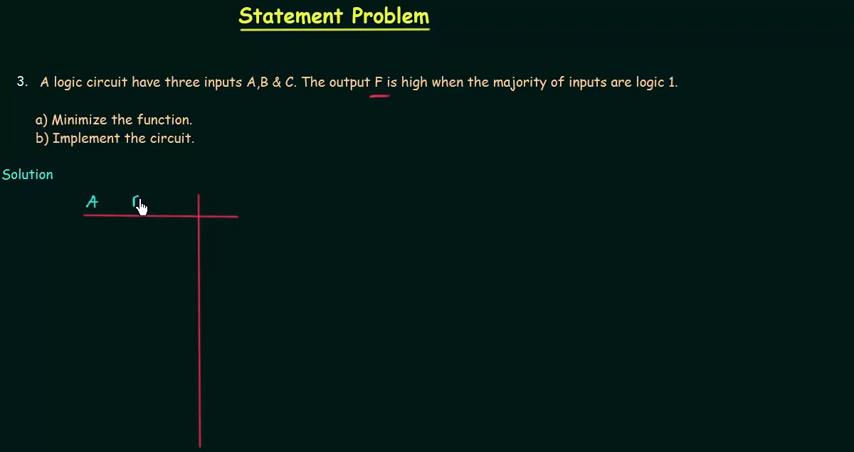 Statement Problem
3. A logic circuit have three inputs A,B & C. The output F is high when the majority of inputs are logic 1.
a) Minimize the function.
b) Implement the circuit.
Solution
A